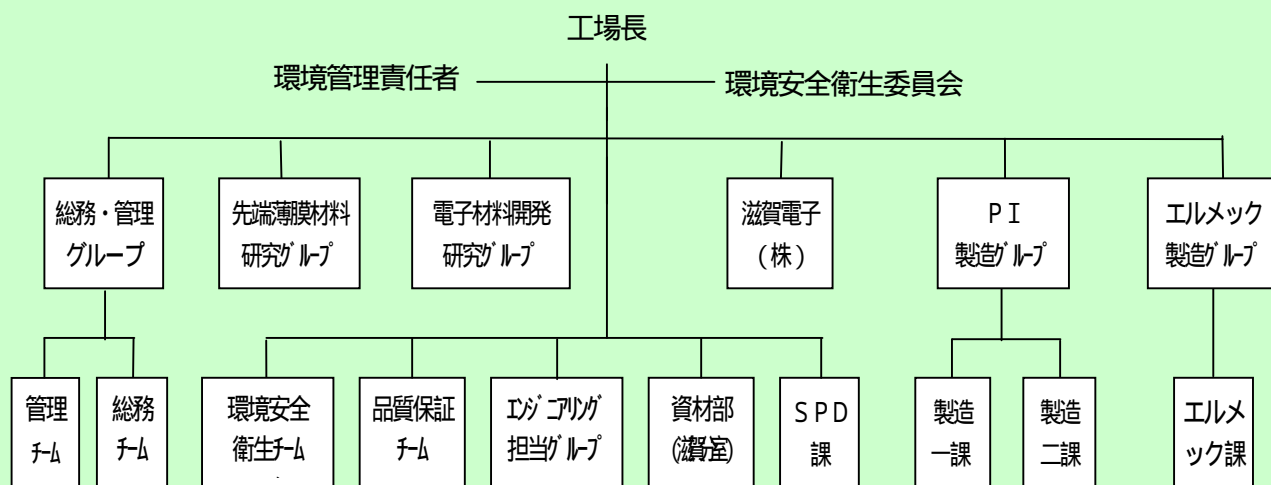 工場長
環境管理責任者
環境安全衛生委員会
総務・管理
グループ
先端薄膜材料
研究グループ
電子材料開発
研究グループ
滋賀電子
(株)
PI
製造グループ
エルメック
製造グループ
管理
チーム
総務
チーム
環境安全
衛生チーム
品質保証
チーム
エンジニアリング
担当グループ
資材部
(滋賀分室)
SPD
課
製造
一課
製造
二課
エルメ
ック課